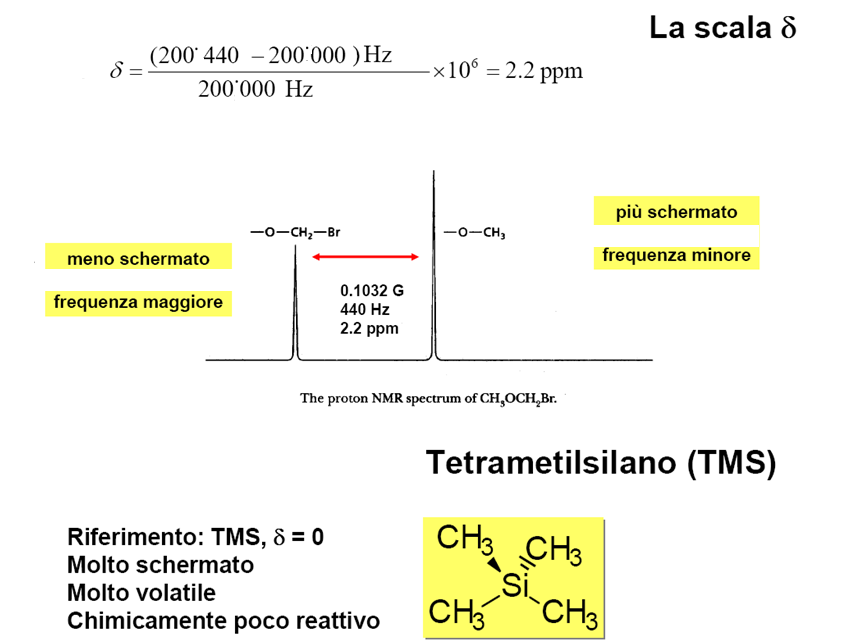 La scala δ
δ = (200˙440 – 200˙000 ) Hz / 200˙000 Hz ×10⁶ = 2.2 ppm
—O—CH₂—Br
—O—CH₃
più schermato
frequenza minore
meno schermato
frequenza maggiore
0.1032 G
440 Hz
2.2 ppm
The proton NMR spectrum of CH₃OCH₂Br.
Tetrametilsilano (TMS)
Riferimento: TMS, δ = 0
Molto schermato
Molto volatile
Chimicamente poco reattivo
CH₃ CH₃
Si
CH₃ CH₃